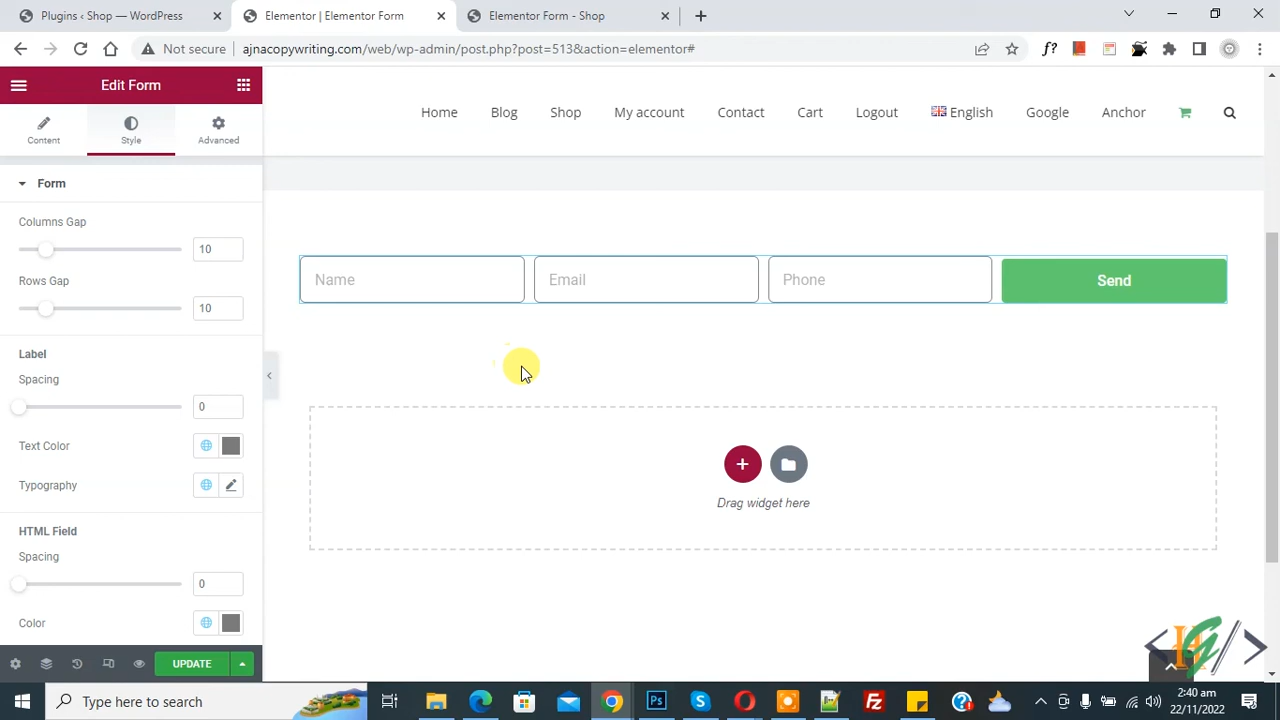 Plugins ‹ Shop — WordPress
Elementor | Elementor Form
Elementor Form - Shop
Not secure
ajnacopywriting.com/web/wp-admin/post.php?post=513&action=elementor#
f?
Edit Form
Content
Style
Advanced
Home
Blog
Shop
My account
Contact
Cart
Logout
English
Google
Anchor
Form
Columns Gap
10
Rows Gap
10
Label
Spacing
0
Text Color
Typography
HTML Field
Spacing
0
Color
UPDATE
Name
Email
Phone
Send
Drag widget here
Type here to search
2:40 am
22/11/2022